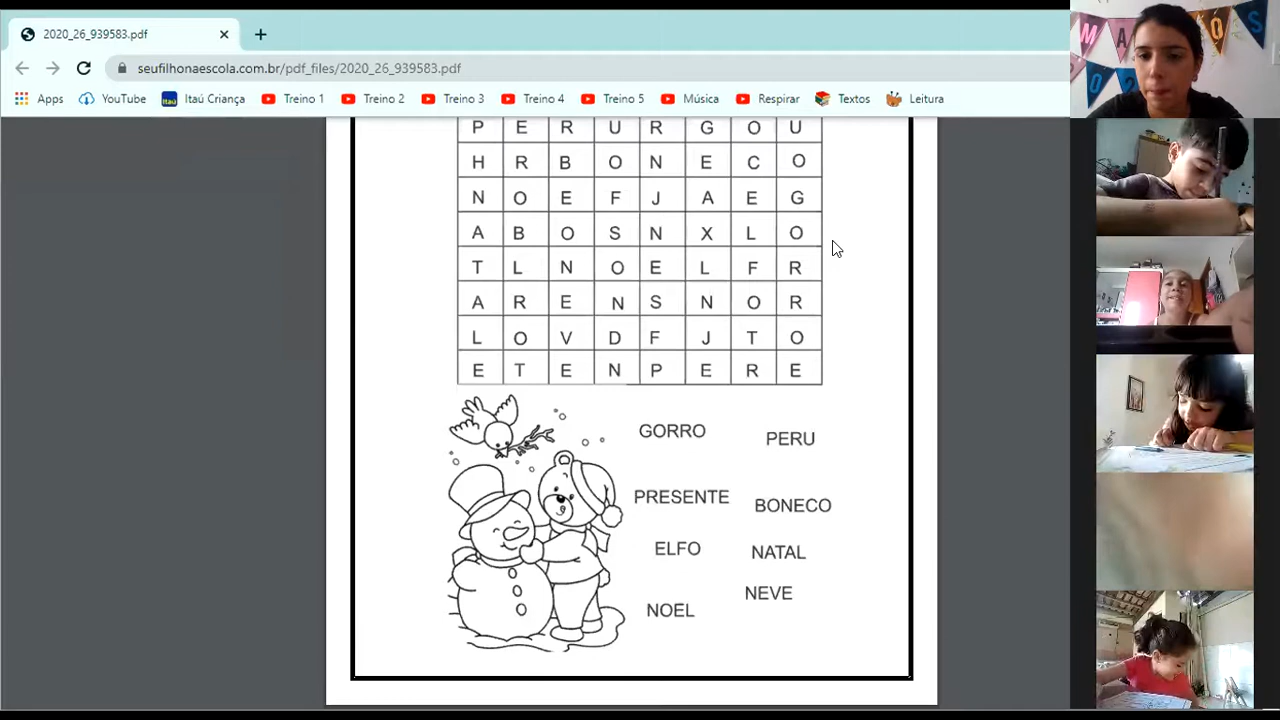 2020_26_939583.pdf
seufilhonaescola.com.br/pdf_files/2020_26_939583.pdf
Apps YouTube Itaú Itaú Criança Treino 1 Treino 2 Treino 3 Treino 4 Treino 5 Música Respirar Textos Leitura
P E R U R G O U
H R B O N E C O
N O E F J A E G
A B O S N X L O
T L N O E L F R
A R E N S N O R
L O V D F J T O
E T E N P E R E
GORRO PERU
PRESENTE BONECO
ELFO NATAL
NEVE
NOEL